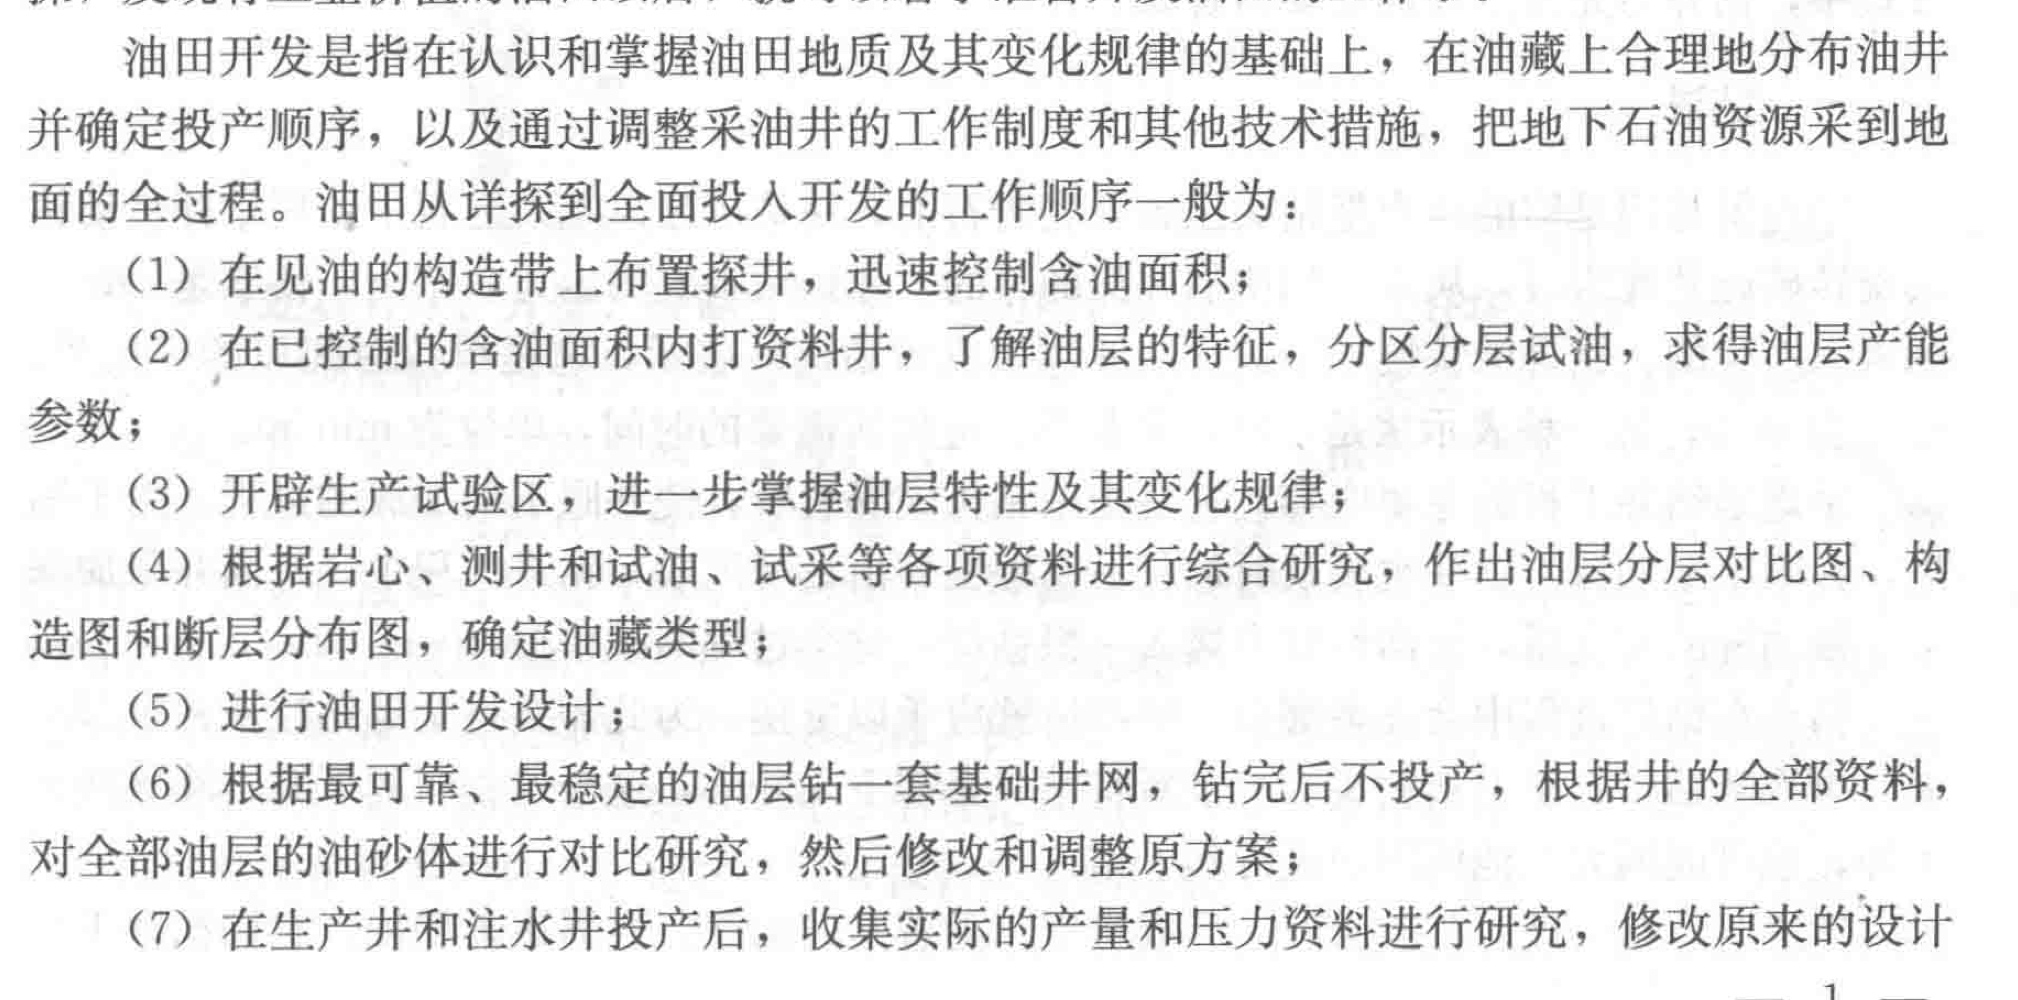 油田开发是指在认识和掌握油田地质及其变化规律的基础上，在油藏上合理地分布油井
并确定投产顺序，以及通过调整采油井的工作制度和其他技术措施，把地下石油资源采到地
面的全过程。油田从详探到全面投入开发的工作顺序一般为：
（1）在见油的构造带上布置探井，迅速控制含油面积；
（2）在已控制的含油面积内打资料井，了解油层的特征，分区分层试油，求得油层产能
参数；
（3）开辟生产试验区，进一步掌握油层特性及其变化规律；
（4）根据岩心、测井和试油、试采等各项资料进行综合研究，作出油层分层对比图、构
造图和断层分布图，确定油藏类型；
（5）进行油田开发设计；
（6）根据最可靠、最稳定的油层钻一套基础井网，钻完后不投产，根据井的全部资料，
对全部油层的油砂体进行对比研究，然后修改和调整原方案；
（7）在生产井和注水井投产后，收集实际的产量和压力资料进行研究，修改原来的设计
— 1 —